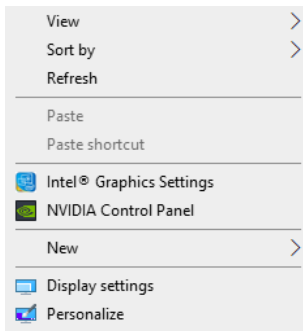 View
Sort by
Refresh
Paste
Paste shortcut
Intel® Graphics Settings
NVIDIA Control Panel
New
Display settings
Personalize